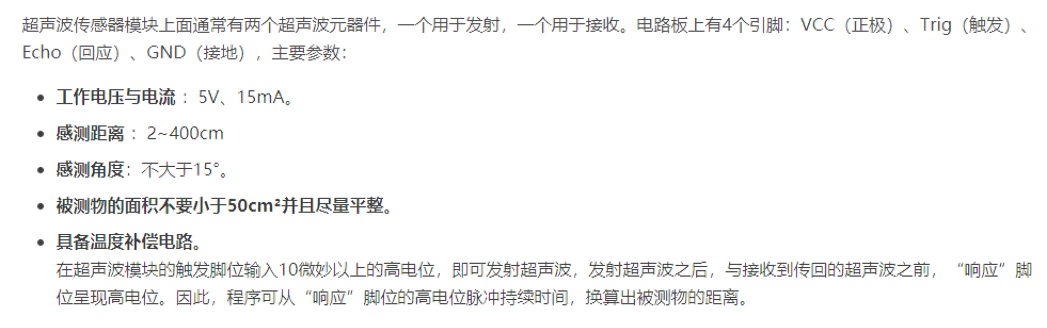 超声波传感器模块上面通常有两个超声波元器件，一个用于发射，一个用于接收。电路板上有4个引脚：VCC（正极）、Trig（触发）、
Echo（回应）、GND（接地），主要参数：
• 工作电压与电流： 5V、15mA。
• 感测距离： 2~400cm
• 感测角度：不大于15°。
• 被测物的面积不要小于50cm²并且尽量平整。
• 具备温度补偿电路。
在超声波模块的触发脚位输入10微妙以上的高电位，即可发射超声波，发射超声波之后，与接收到传回的超声波之前，“响应”脚
位呈现高电位。因此，程序可从“响应”脚位的高电位脉冲持续时间，换算出被测物的距离。